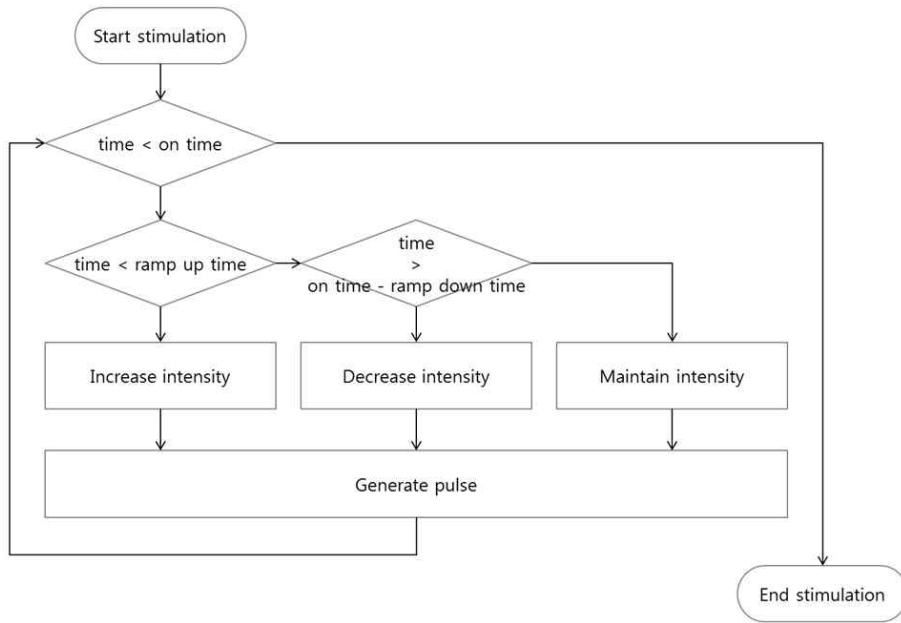 Start stimulation
time < on time
time < ramp up time
time
>
on time - ramp down time
Increase intensity
Decrease intensity
Maintain intensity
Generate pulse
End stimulation